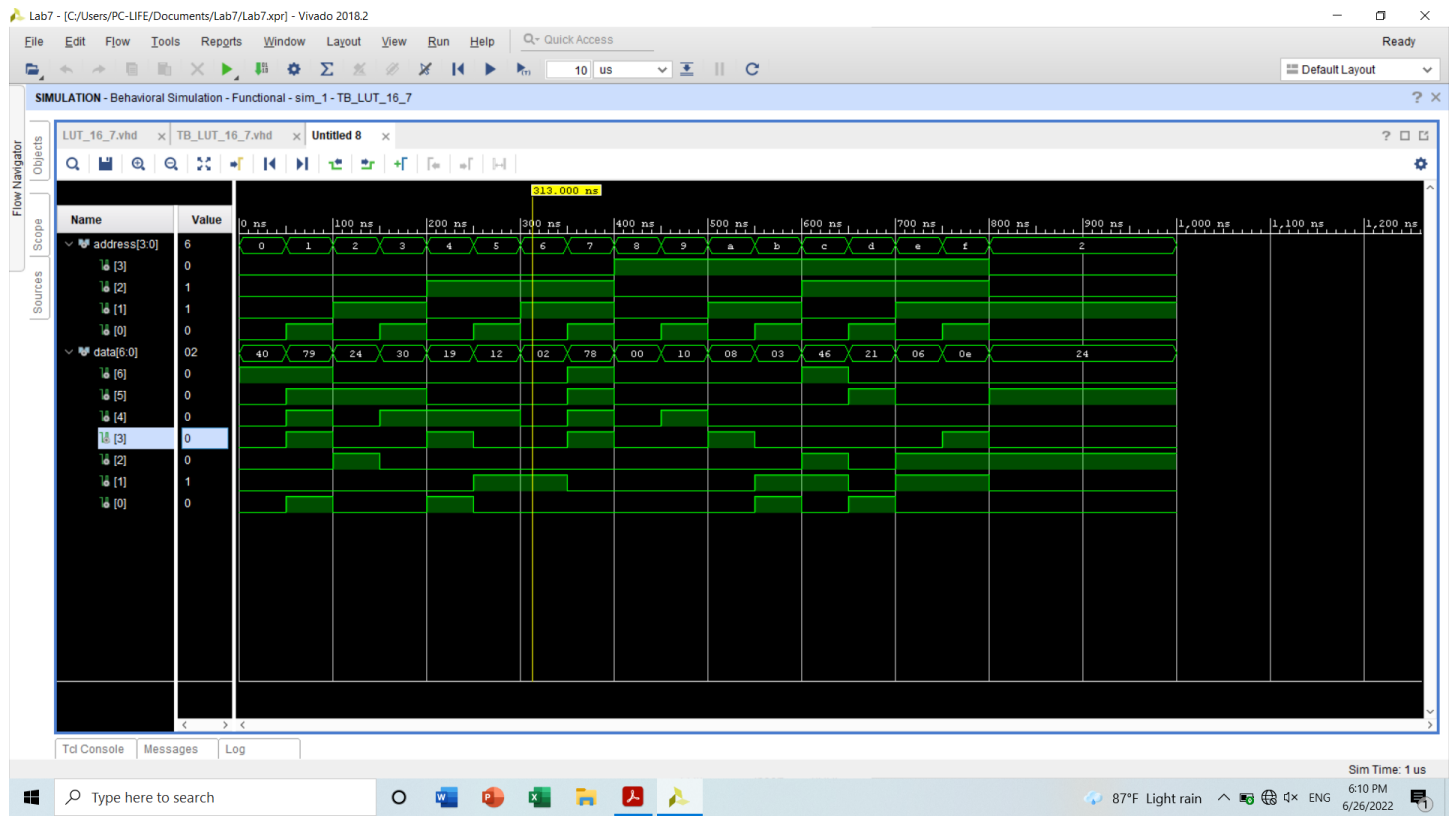 Lab7 - [C:/Users/PC-LIFE/Documents/Lab7/Lab7.xpr] - Vivado 2018.2
File Edit Flow Tools Reports Window Layout View Run Help Quick Access Ready
10 us Default Layout
SIMULATION - Behavioral Simulation - Functional - sim_1 - TB_LUT_16_7
Flow Navigator
Objects
Scope
Sources
LUT_16_7.vhd TB_LUT_16_7.vhd Untitled 8
313.000 ns
Name Value 0 ns 100 ns 200 ns 300 ns 400 ns 500 ns 600 ns 700 ns 800 ns 900 ns 1,000 ns 1,100 ns 1,200 ns
address[3:0] 6 0 1 2 3 4 5 6 7 8 9 a b c d e f 2
[3] 0
[2] 1
[1] 1
[0] 0
data[6:0] 02 40 79 24 30 19 12 02 78 00 10 08 03 46 21 06 0e 24
[6] 0
[5] 0
[4] 0
[3] 0
[2] 0
[1] 1
[0] 0
Tcl Console Messages Log
Sim Time: 1 us
Type here to search 87°F Light rain ENG 6:10 PM
6/26/2022 1